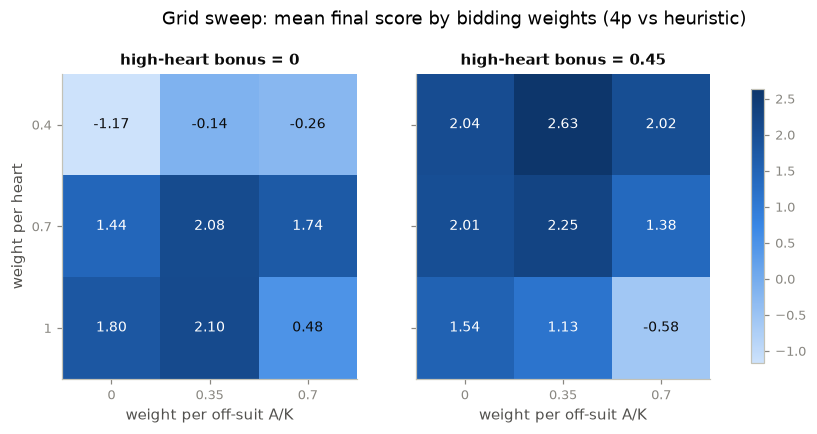 Grid sweep: mean final score by bidding weights (4p vs heuristic)
high-heart bonus = 0
high-heart bonus = 0.45
weight per heart
0.4
-1.17 -0.14 -0.26
2.04 2.63 2.02
0.7
1.44 2.08 1.74
2.01 2.25 1.38
1
1.80 2.10 0.48
1.54 1.13 -0.58
0 0.35 0.7
0 0.35 0.7
weight per off-suit A/K
weight per off-suit A/K
2.5
2.0
1.5
1.0
0.5
0.0
−0.5
−1.0